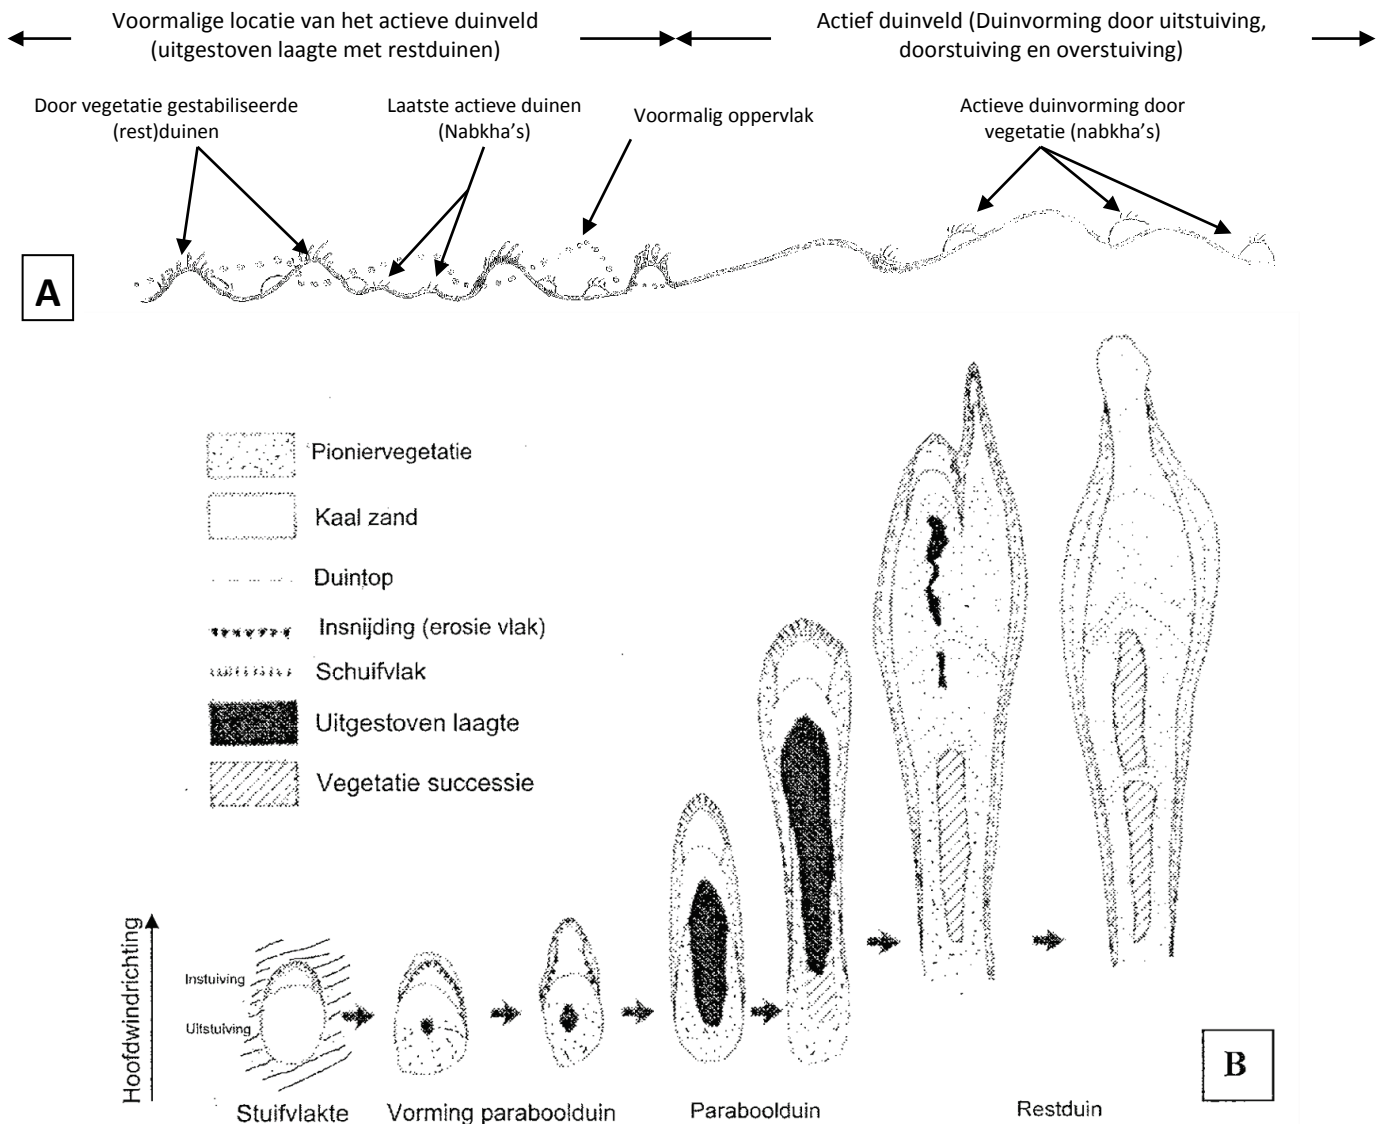 Voormalige locatie van het actieve duinveld
(uitgestoven laagte met restduinen)
Actief duinveld (Duinvorming door uitstuiving,
doorstuiving en overstuiving)
Door vegetatie gestabiliseerde
(rest)duinen
Laatste actieve duinen
(Nabkha's)
Voormalig oppervlak
Actieve duinvorming door
vegetatie (nabkha's)
A
Pioniervegetatie
Kaal zand
Duintop
Insnijding (erosie vlak)
Schuifvlak
Uitgestoven laagte
Vegetatie successie
Hoofdwindrichting
Instuiving
Uitstuiving
Stuifvlakte
Vorming paraboolduin
Paraboolduin
Restduin
B